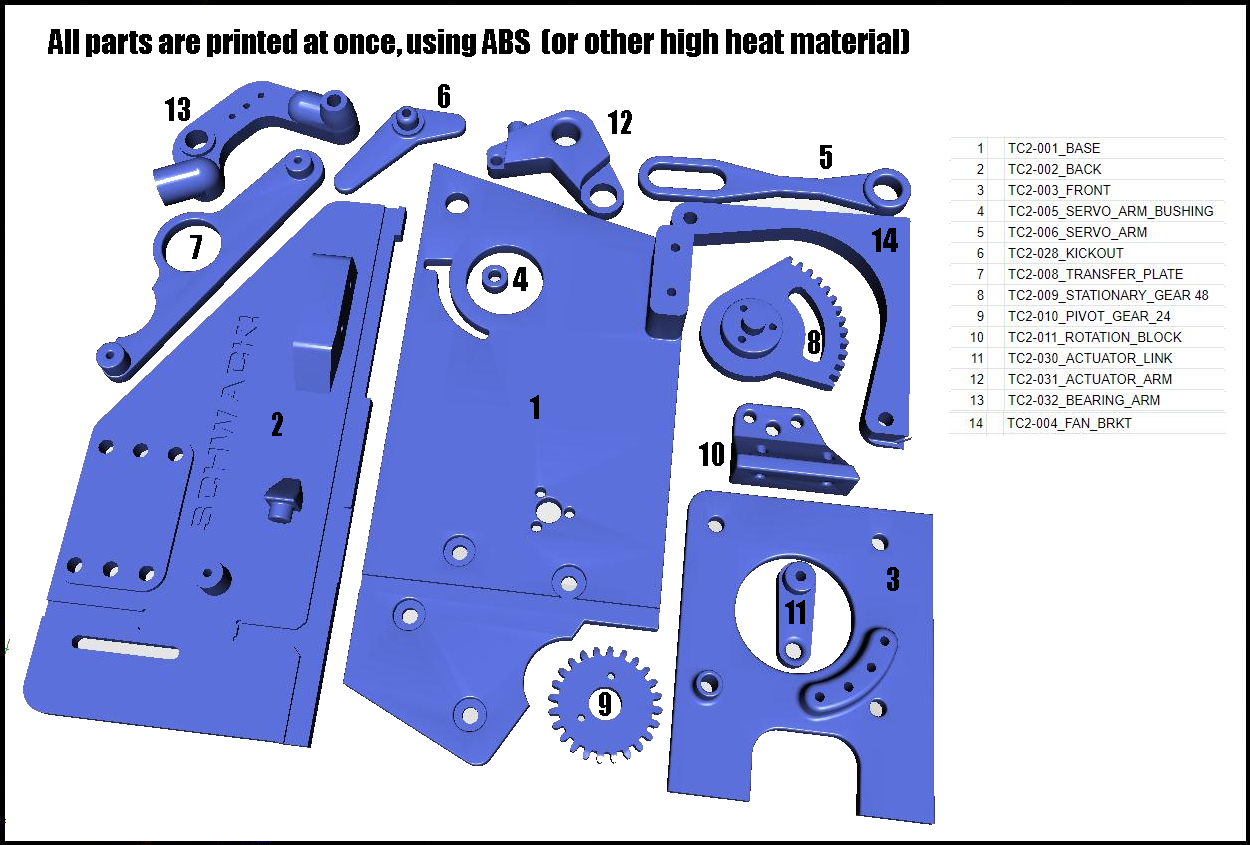 All parts are printed at once, using ABS (or other high heat material)
13
6
12
5
7
4
14
8
2
1
10
3
11
9
SCHWACKI
1 TC2-001_BASE
2 TC2-002_BACK
3 TC2-003_FRONT
4 TC2-005_SERVO_ARM_BUSHING
5 TC2-006_SERVO_ARM
6 TC2-028_KICKOUT
7 TC2-008_TRANSFER_PLATE
8 TC2-009_STATIONARY_GEAR 48
9 TC2-010_PIVOT_GEAR_24
10 TC2-011_ROTATION_BLOCK
11 TC2-030_ACTUATOR_LINK
12 TC2-031_ACTUATOR_ARM
13 TC2-032_BEARING_ARM
14 TC2-004_FAN_BRKT